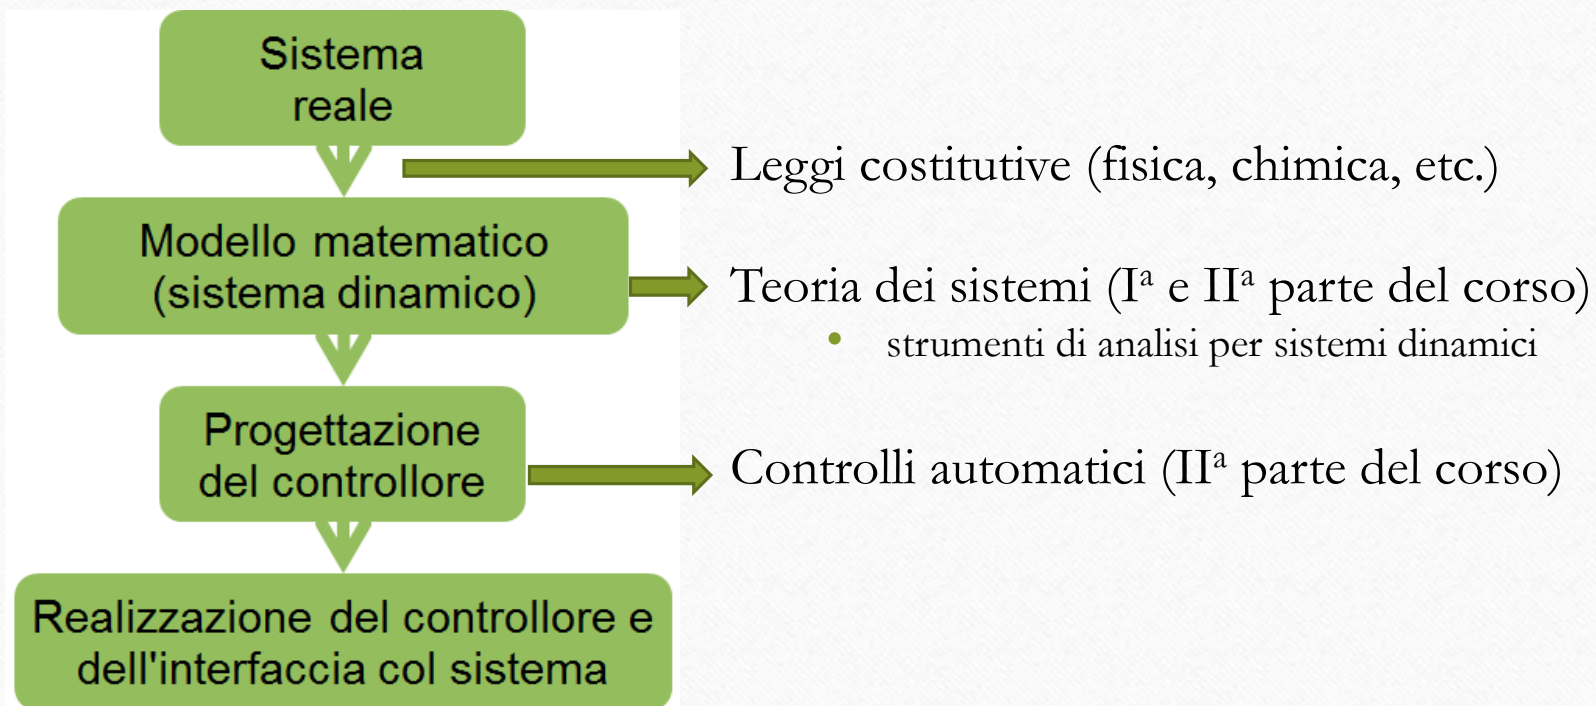 Sistema
reale
Leggi costitutive (fisica, chimica, etc.)
Modello matematico
(sistema dinamico)
Teoria dei sistemi (Iª e IIª parte del corso)
• strumenti di analisi per sistemi dinamici
Progettazione
del controllore
Controlli automatici (IIª parte del corso)
Realizzazione del controllore e
dell'interfaccia col sistema